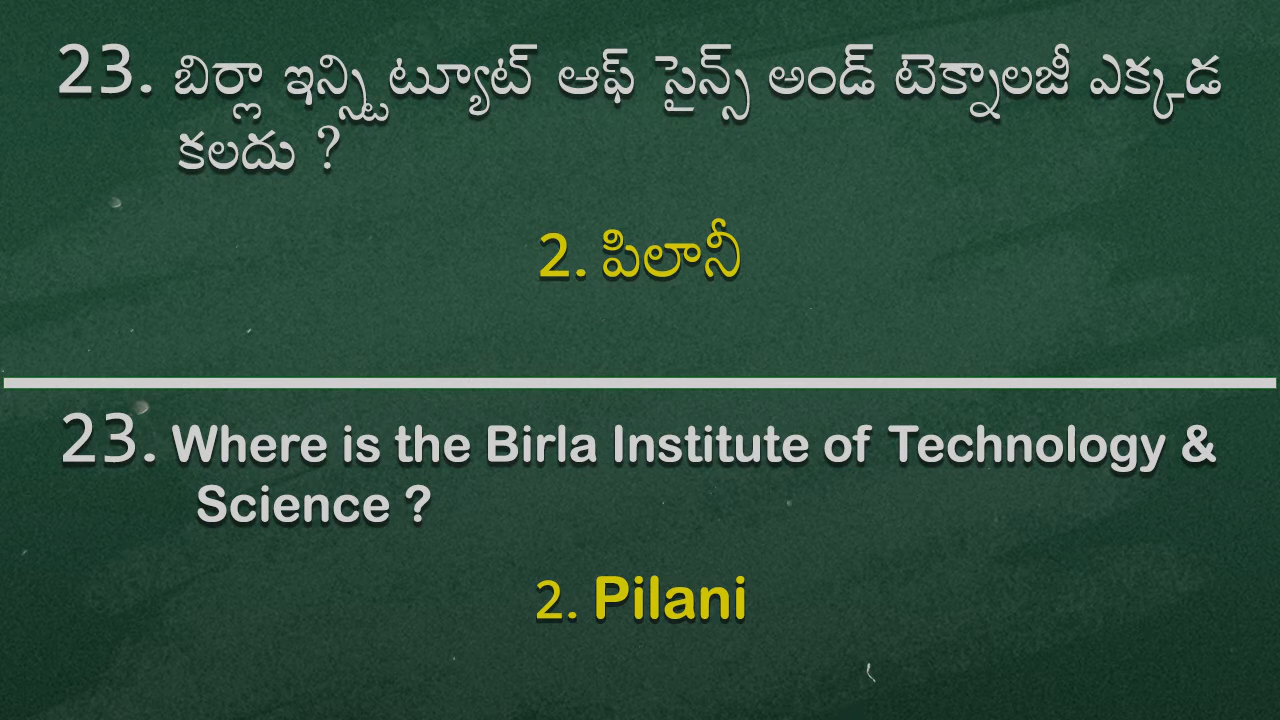 23. బిర్లా ఇన్స్టిట్యూట్ ఆఫ్ సైన్స్ అండ్ టెక్నాలజీ ఎక్కడ
కలదు ?
2. పిలానీ
23. Where is the Birla Institute of Technology &
Science ?
2. Pilani